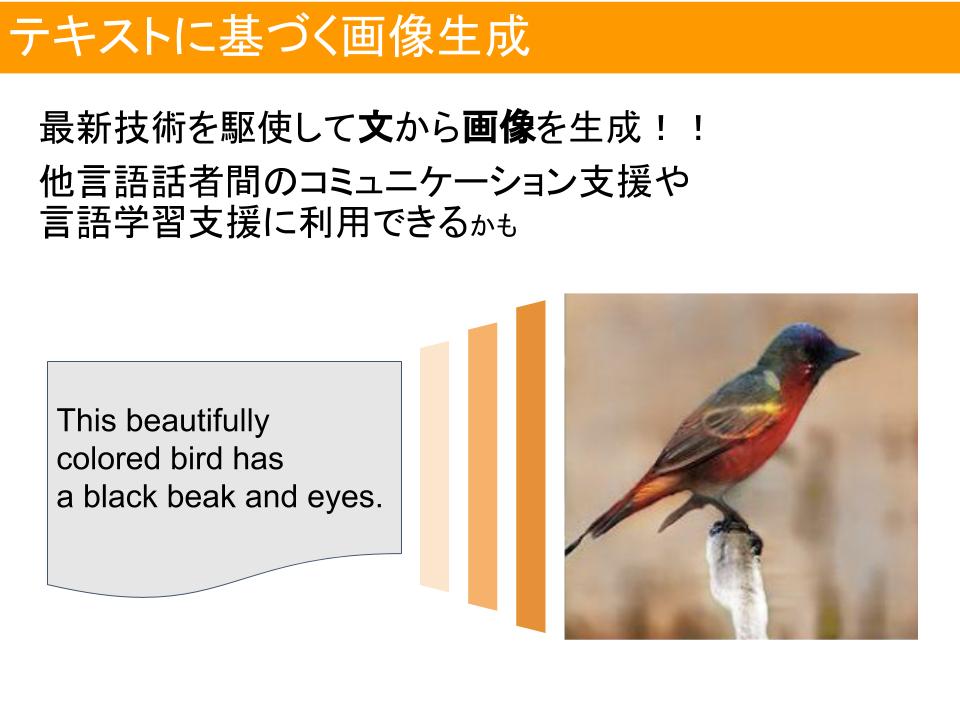 テキストに基づく画像生成
最新技術を駆使して文から画像を生成！！
他言語話者間のコミュニケーション支援や
言語学習支援に利用できるかも
This beautifully
colored bird has
a black beak and eyes.